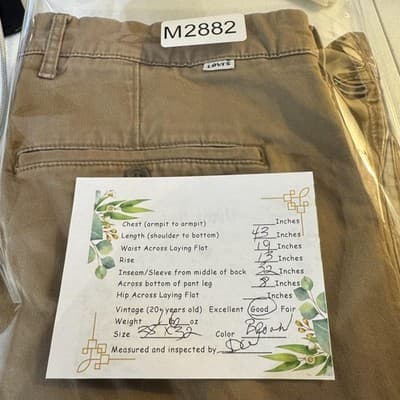 M2882
Levi's
Chest (armpit to armpit) Inches
Length (shoulder to bottom) 43 Inches
Waist Across Laying Flat 19 Inches
Rise 13 Inches
Inseam/Sleeve from middle of back 32 Inches
Across bottom of pant leg 8 Inches
Hip Across Laying Flat Inches
Vintage (20+ years old) Excellent Good Fair
Weight oz
Size 35 x 32 Color Brown
Measured and inspected by